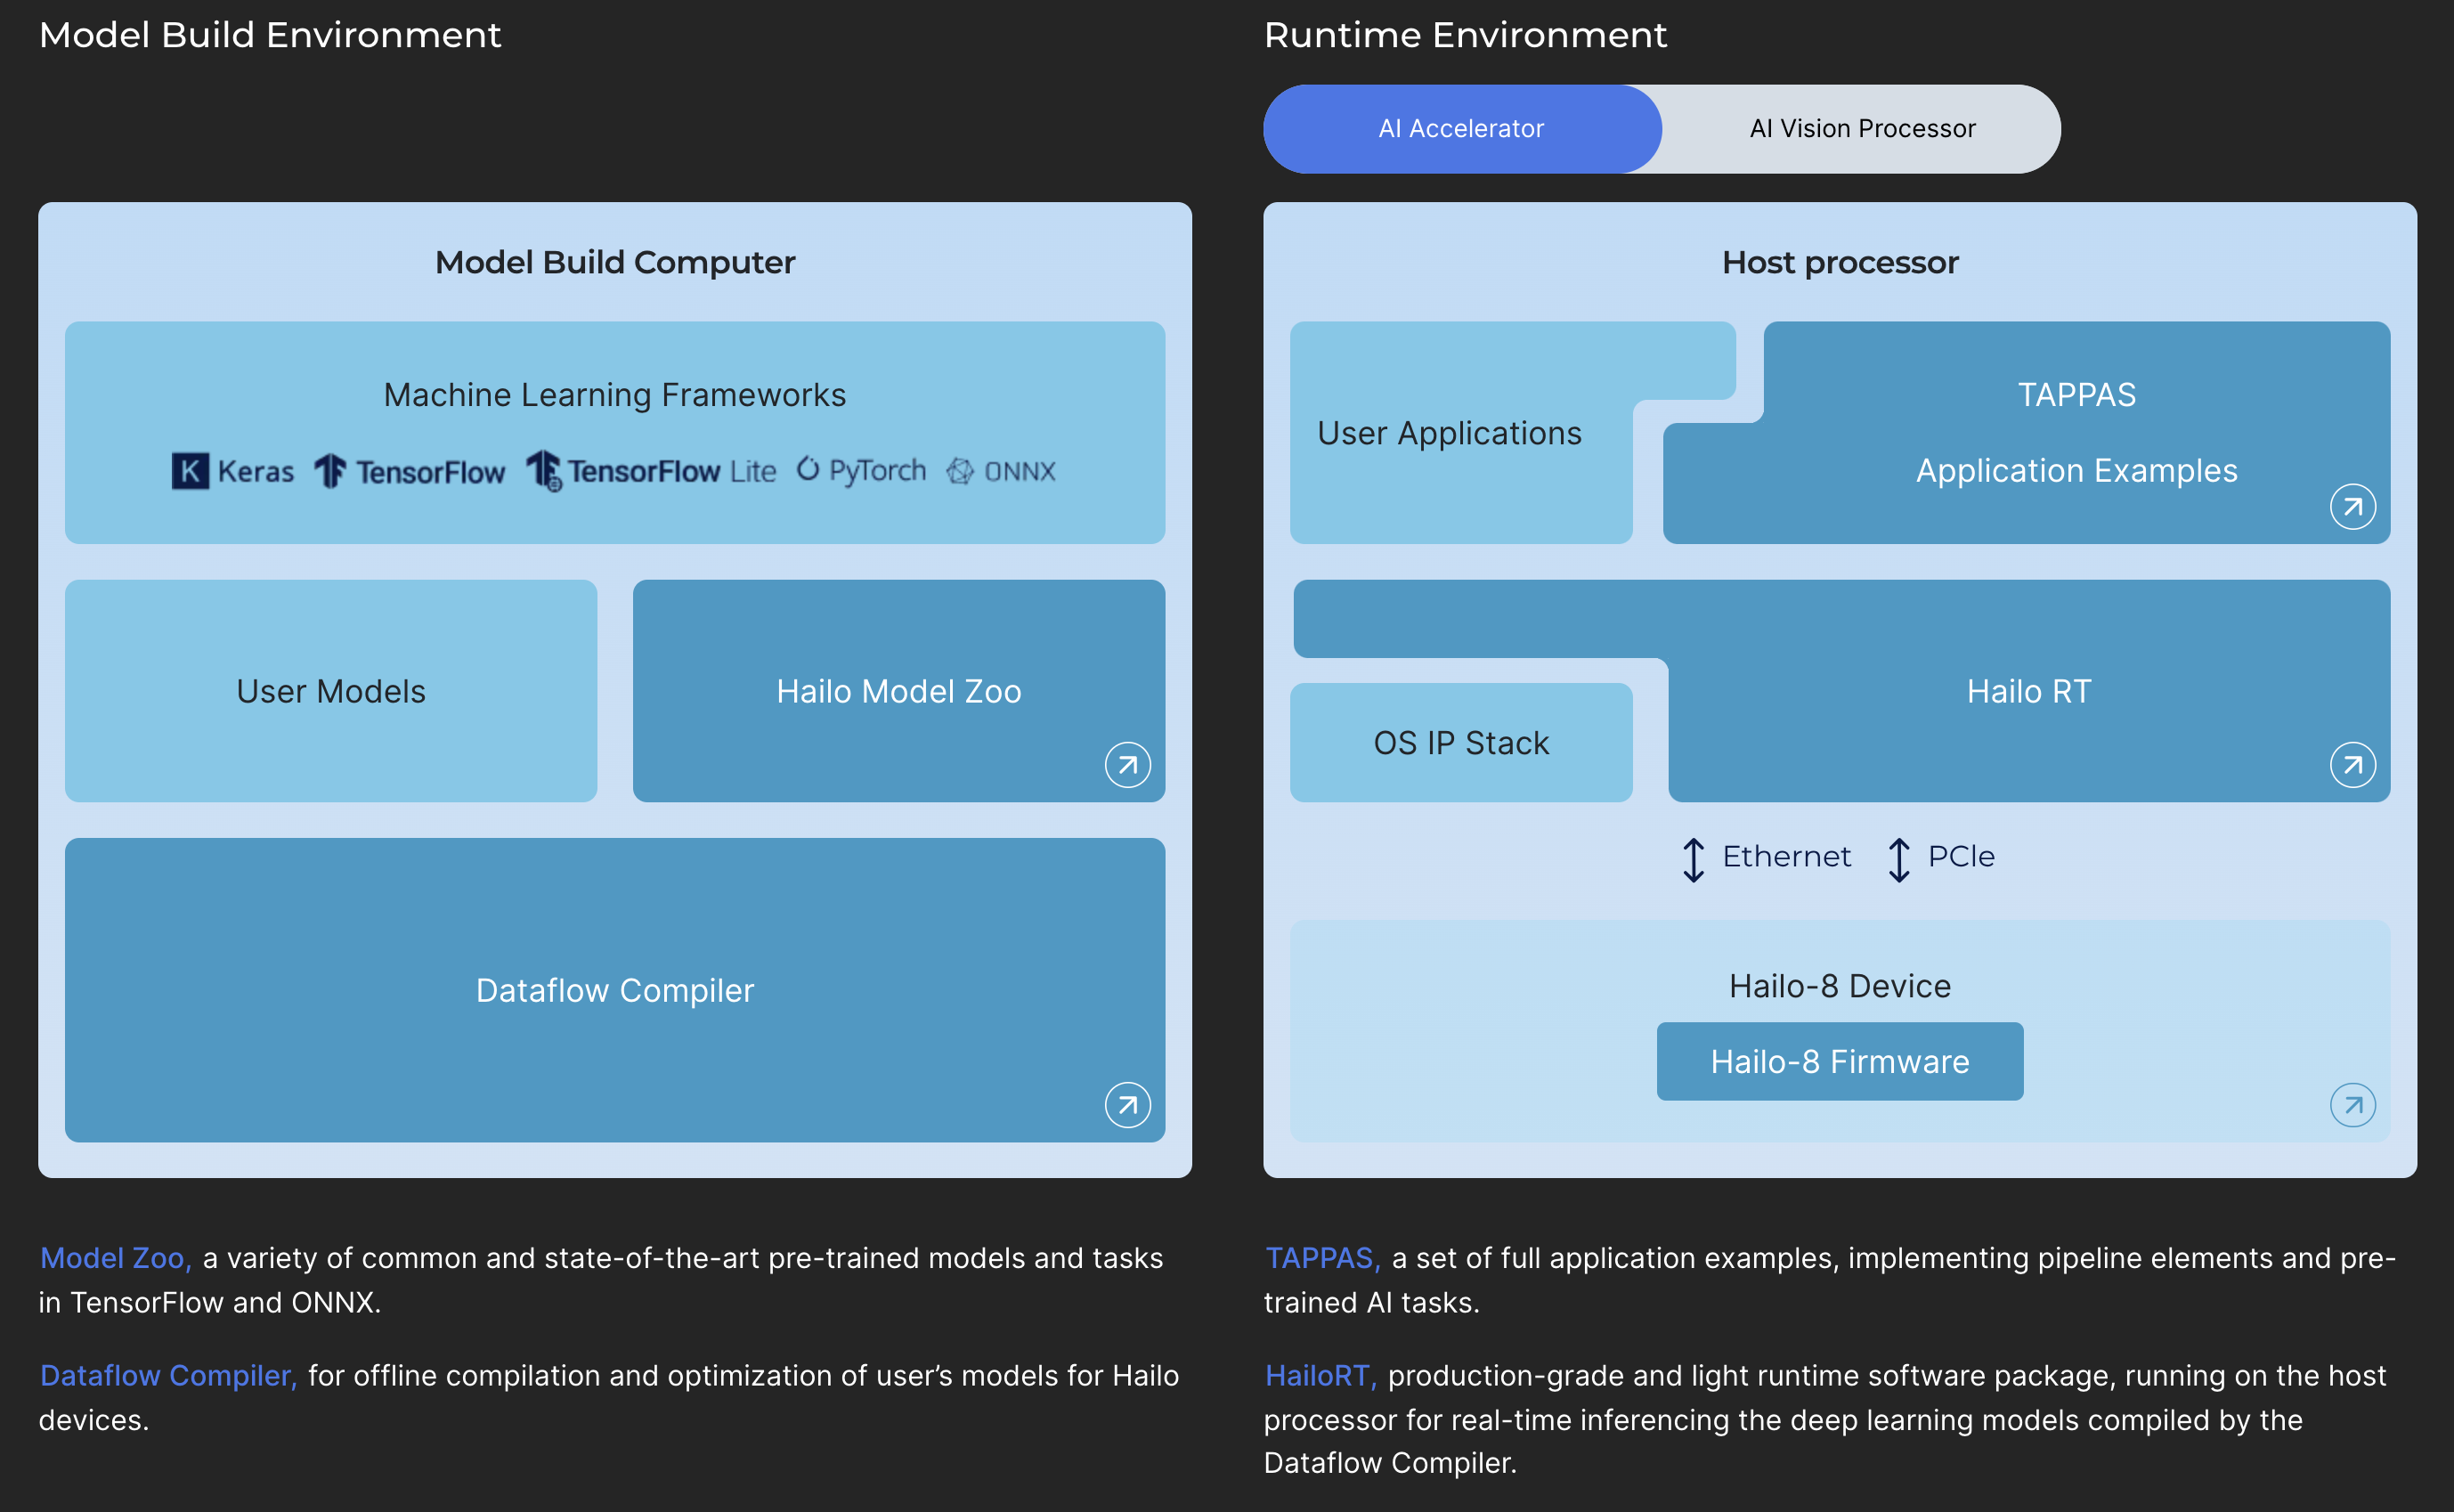 Model Build Environment
Model Build Computer
Machine Learning Frameworks
K Keras TensorFlow TensorFlow Lite PyTorch ONNX
User Models
Hailo Model Zoo
Dataflow Compiler
Model Zoo, a variety of common and state-of-the-art pre-trained models and tasks
in TensorFlow and ONNX.
Dataflow Compiler, for offline compilation and optimization of user’s models for Hailo
devices.
Runtime Environment
AI Accelerator
AI Vision Processor
Host processor
User Applications
TAPPAS
Application Examples
Hailo RT
OS IP Stack
Ethernet
PCIe
Hailo-8 Device
Hailo-8 Firmware
TAPPAS, a set of full application examples, implementing pipeline elements and pre-
trained AI tasks.
HailoRT, production-grade and light runtime software package, running on the host
processor for real-time inferencing the deep learning models compiled by the
Dataflow Compiler.